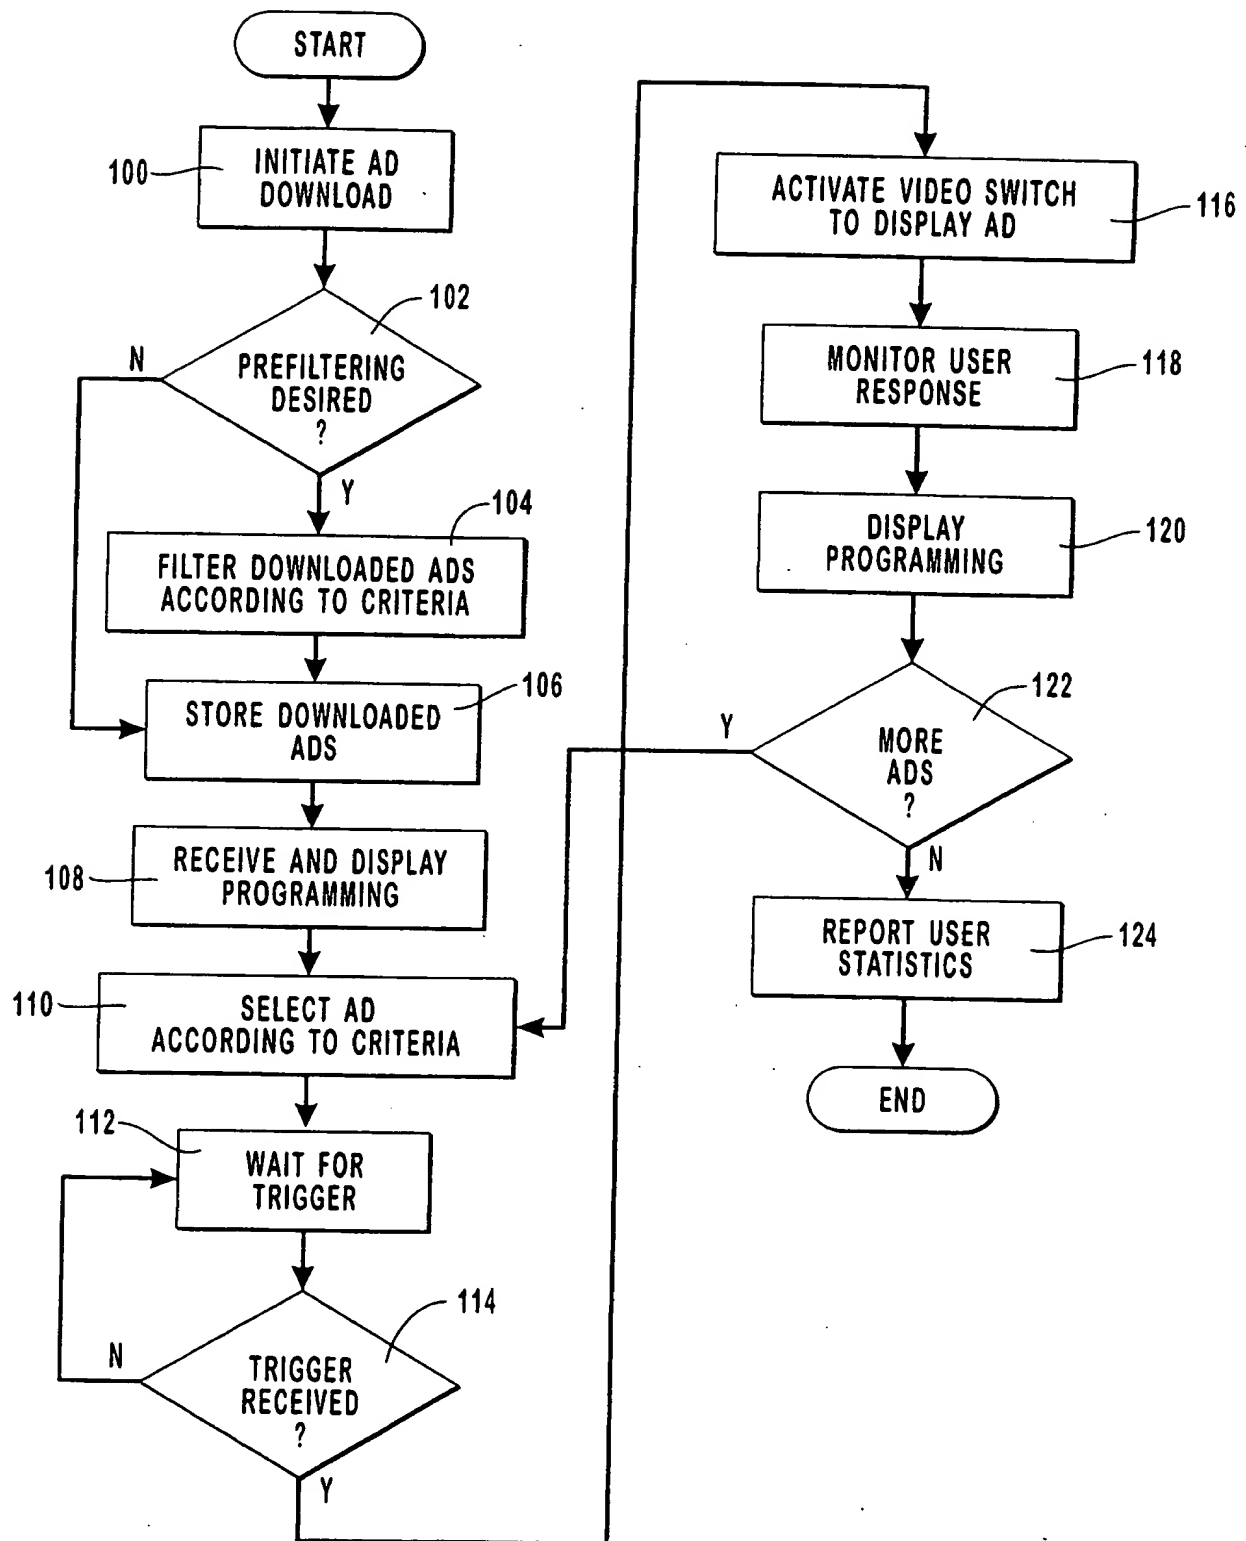 START
100
INITIATE AD
DOWNLOAD
102
N
PREFILTERING
DESIRED
?
Y
104
FILTER DOWNLOADED ADS
ACCORDING TO CRITERIA
106
STORE DOWNLOADED
ADS
108
RECEIVE AND DISPLAY
PROGRAMMING
110
SELECT AD
ACCORDING TO CRITERIA
112
WAIT FOR
TRIGGER
114
N
TRIGGER
RECEIVED
?
Y
ACTIVATE VIDEO SWITCH
TO DISPLAY AD
116
MONITOR USER
RESPONSE
118
DISPLAY
PROGRAMMING
120
122
Y
MORE
ADS
?
N
REPORT USER
STATISTICS
124
END